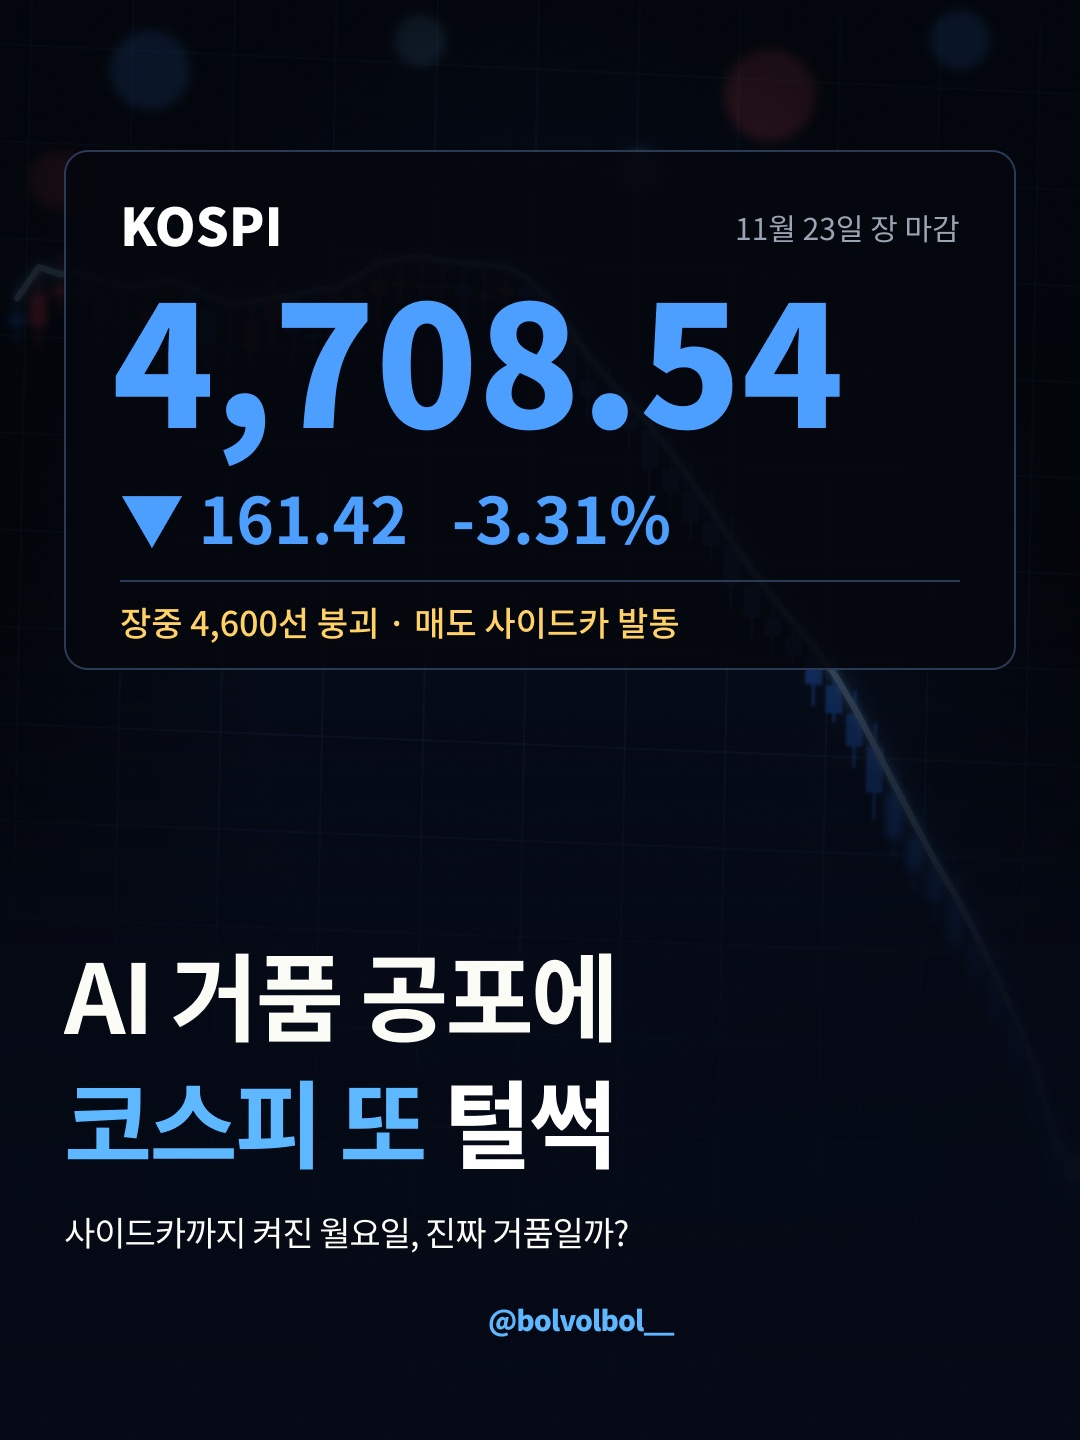 KOSPI
11월 23일 장 마감
4,708.54
▼ 161.42 -3.31%
장중 4,600선 붕괴 · 매도 사이드카 발동
AI 거품 공포에
코스피 또 털썩
사이드카까지 켜진 월요일, 진짜 거품일까?
@bolvolbol__